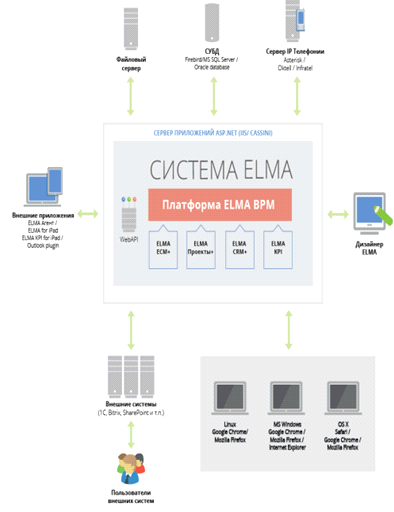 Файловый
сервер
СУБД
Firebird/MS SQL Server /
Oracle database
Сервер IP Телефонии
Asterisk /
Oktell / Infratel
СЕРВЕР ПРИЛОЖЕНИЙ ASP.NET (IIS/ CASSINI)
СИСТЕМА ELMA
Платформа ELMA BPM
WebAPI
ELMA
ECM+
ELMA
Проекты+
ELMA
CRM+
ELMA
KPI
Внешние приложения
ELMA Агент /
ELMA for iPad
ELMA KPI for iPad /
Outlook plugin
Дизайнер
ELMA
Внешние системы
(1С, Bitrix, SharePoint и т.п.)
Пользователи
внешних систем
Linux
Google Chrome/
Mozilla Firefox
MS Windows
Google Chrome /
Mozilla Firefox /
Internet Explorer
OS X
Safari /
Google Chrome /
Mozilla Firefox